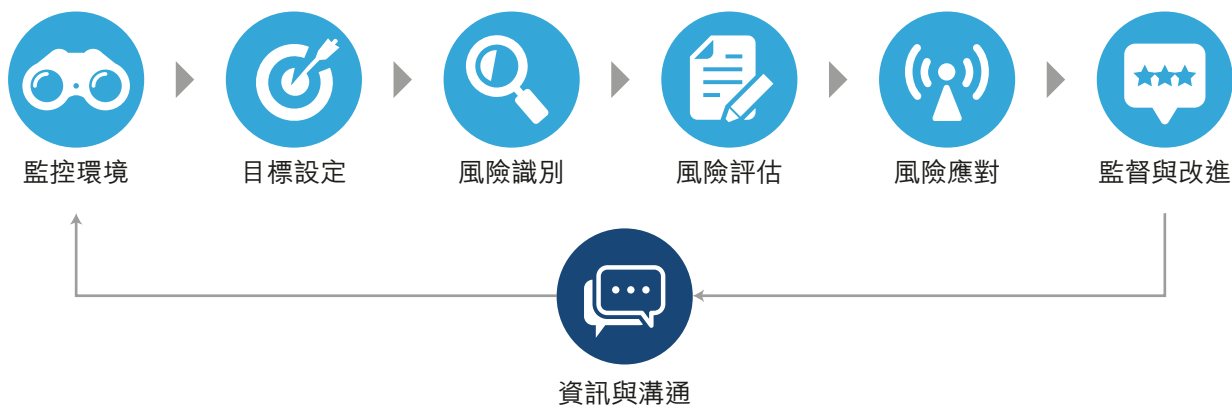 監控環境
目標設定
風險識別
風險評估
風險應對
監督與改進
資訊與溝通